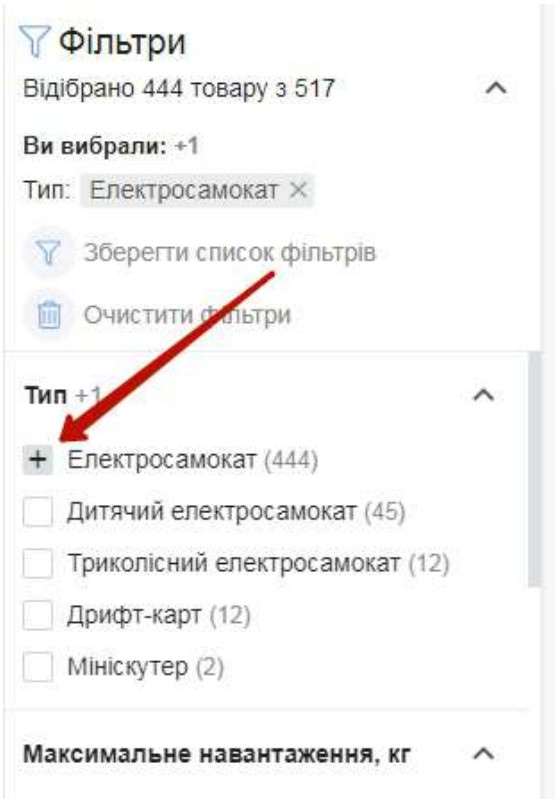 Фільтри
Відібрано 444 товару з 517
Ви вибрали: +1
Тип: Електросамокат ×
Зберегти список фільтрів
Очистити фільтри
Тип +1
+ Електросамокат (444)
Дитячий електросамокат (45)
Триколісний електросамокат (12)
Дрифт-карт (12)
Мініскутер (2)
Максимальне навантаження, кг